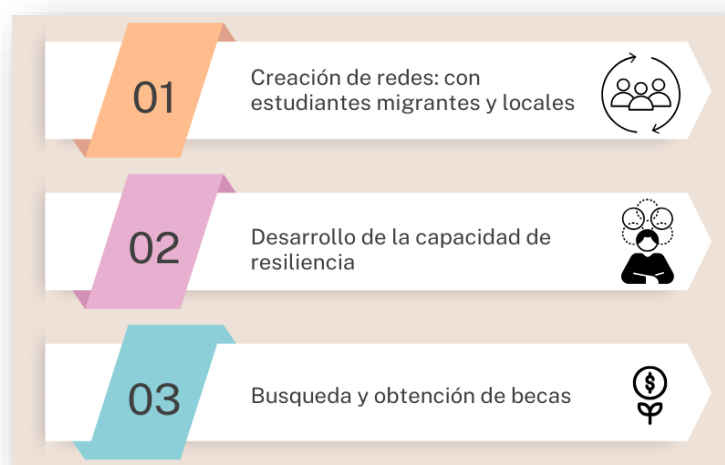 01
Creación de redes: con
estudiantes migrantes y locales
02
Desarrollo de la capacidad de
resiliencia
03
Busqueda y obtención de becas
$